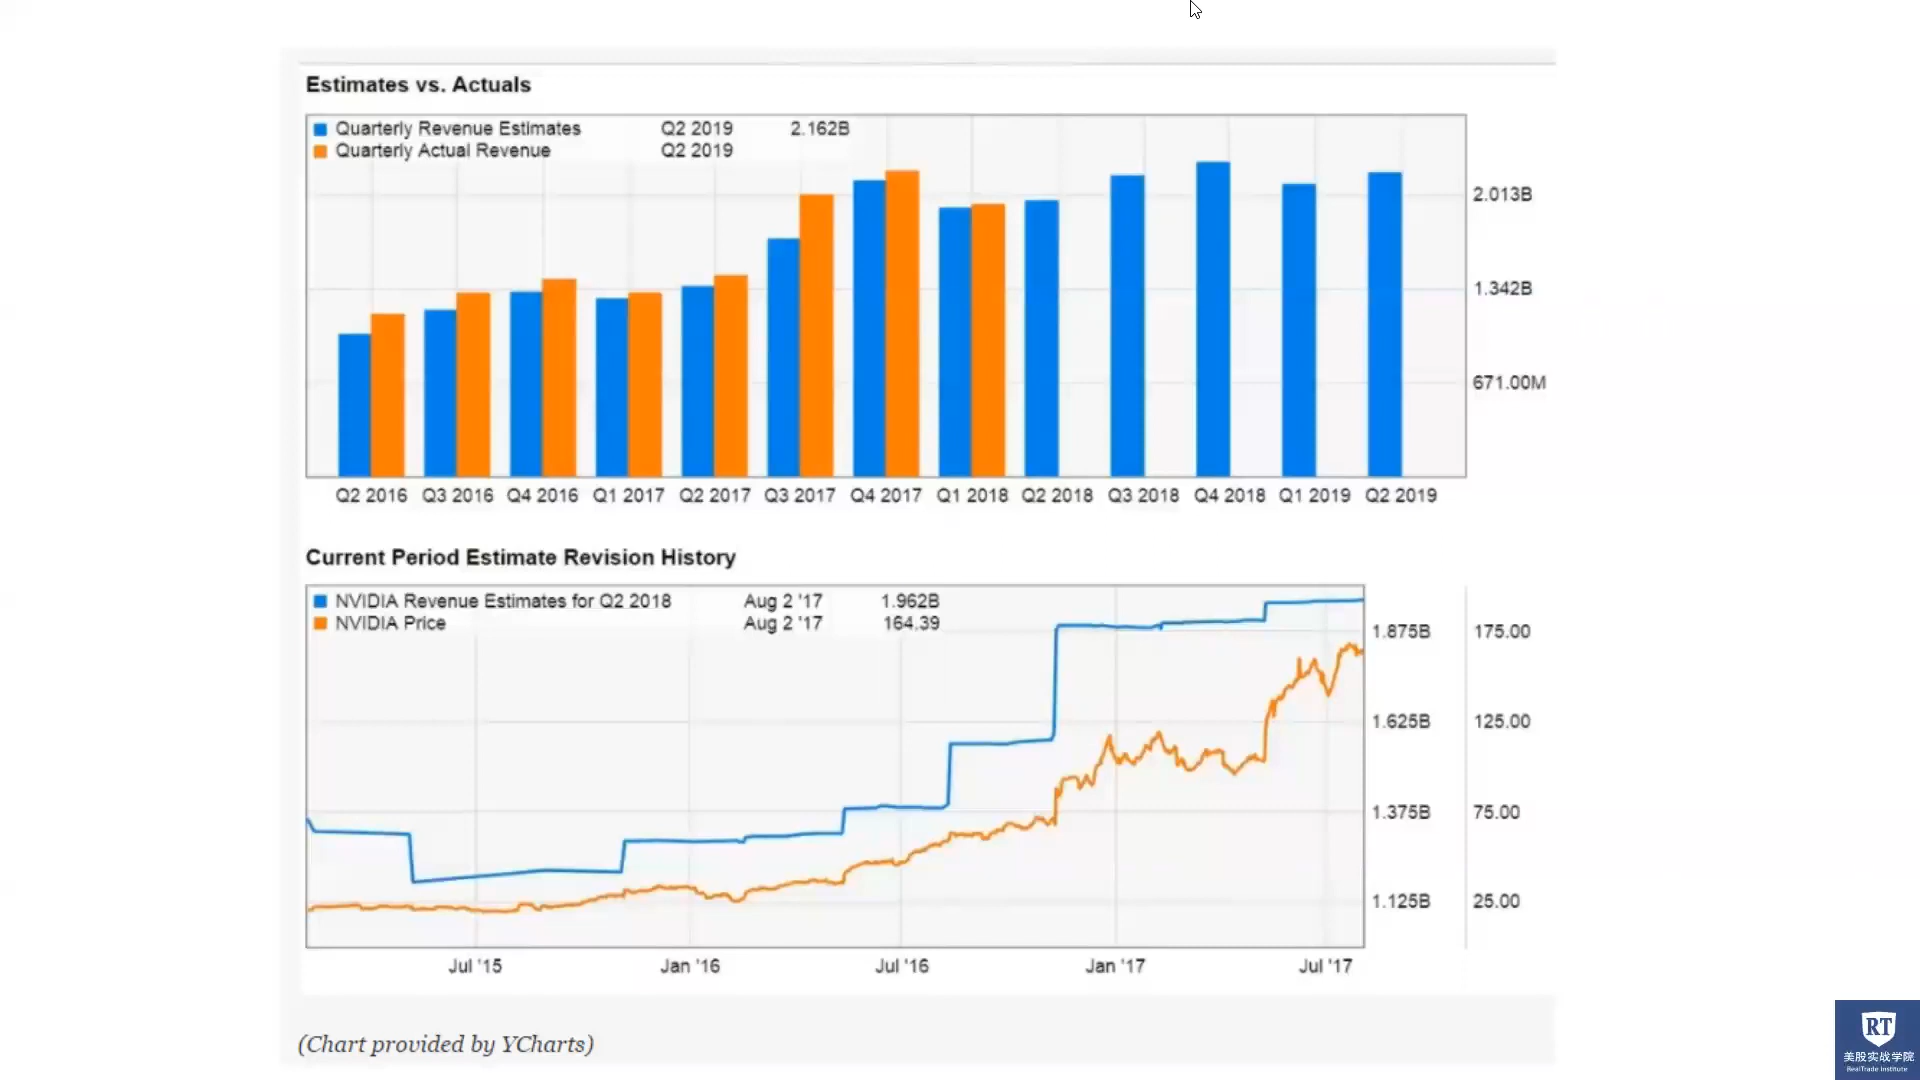 Estimates vs. Actuals
Quarterly Revenue Estimates Q2 2019 2.162B
Quarterly Actual Revenue Q2 2019
2.013B
1.342B
671.00M
Q2 2016 Q3 2016 Q4 2016 Q1 2017 Q2 2017 Q3 2017 Q4 2017 Q1 2018 Q2 2018 Q3 2018 Q4 2018 Q1 2019 Q2 2019
Current Period Estimate Revision History
NVIDIA Revenue Estimates for Q2 2018 Aug 2 '17 1.962B
NVIDIA Price Aug 2 '17 164.39
1.875B 175.00
1.625B 125.00
1.375B 75.00
1.125B 25.00
Jul '15 Jan '16 Jul '16 Jan '17 Jul '17
(Chart provided by YCharts)
RT
美股实战学院
RealTrade Institute